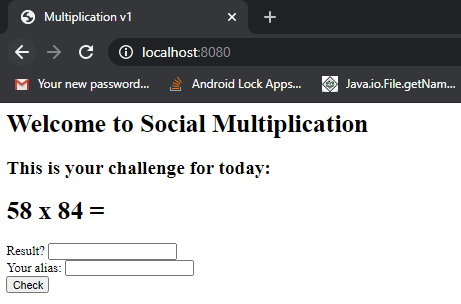 Multiplication v1
localhost:8080
Your new password...
Android Lock Apps...
Java.io.File.getNam...
Welcome to Social Multiplication
This is your challenge for today:
58 x 84 =
Result?
Your alias:
Check